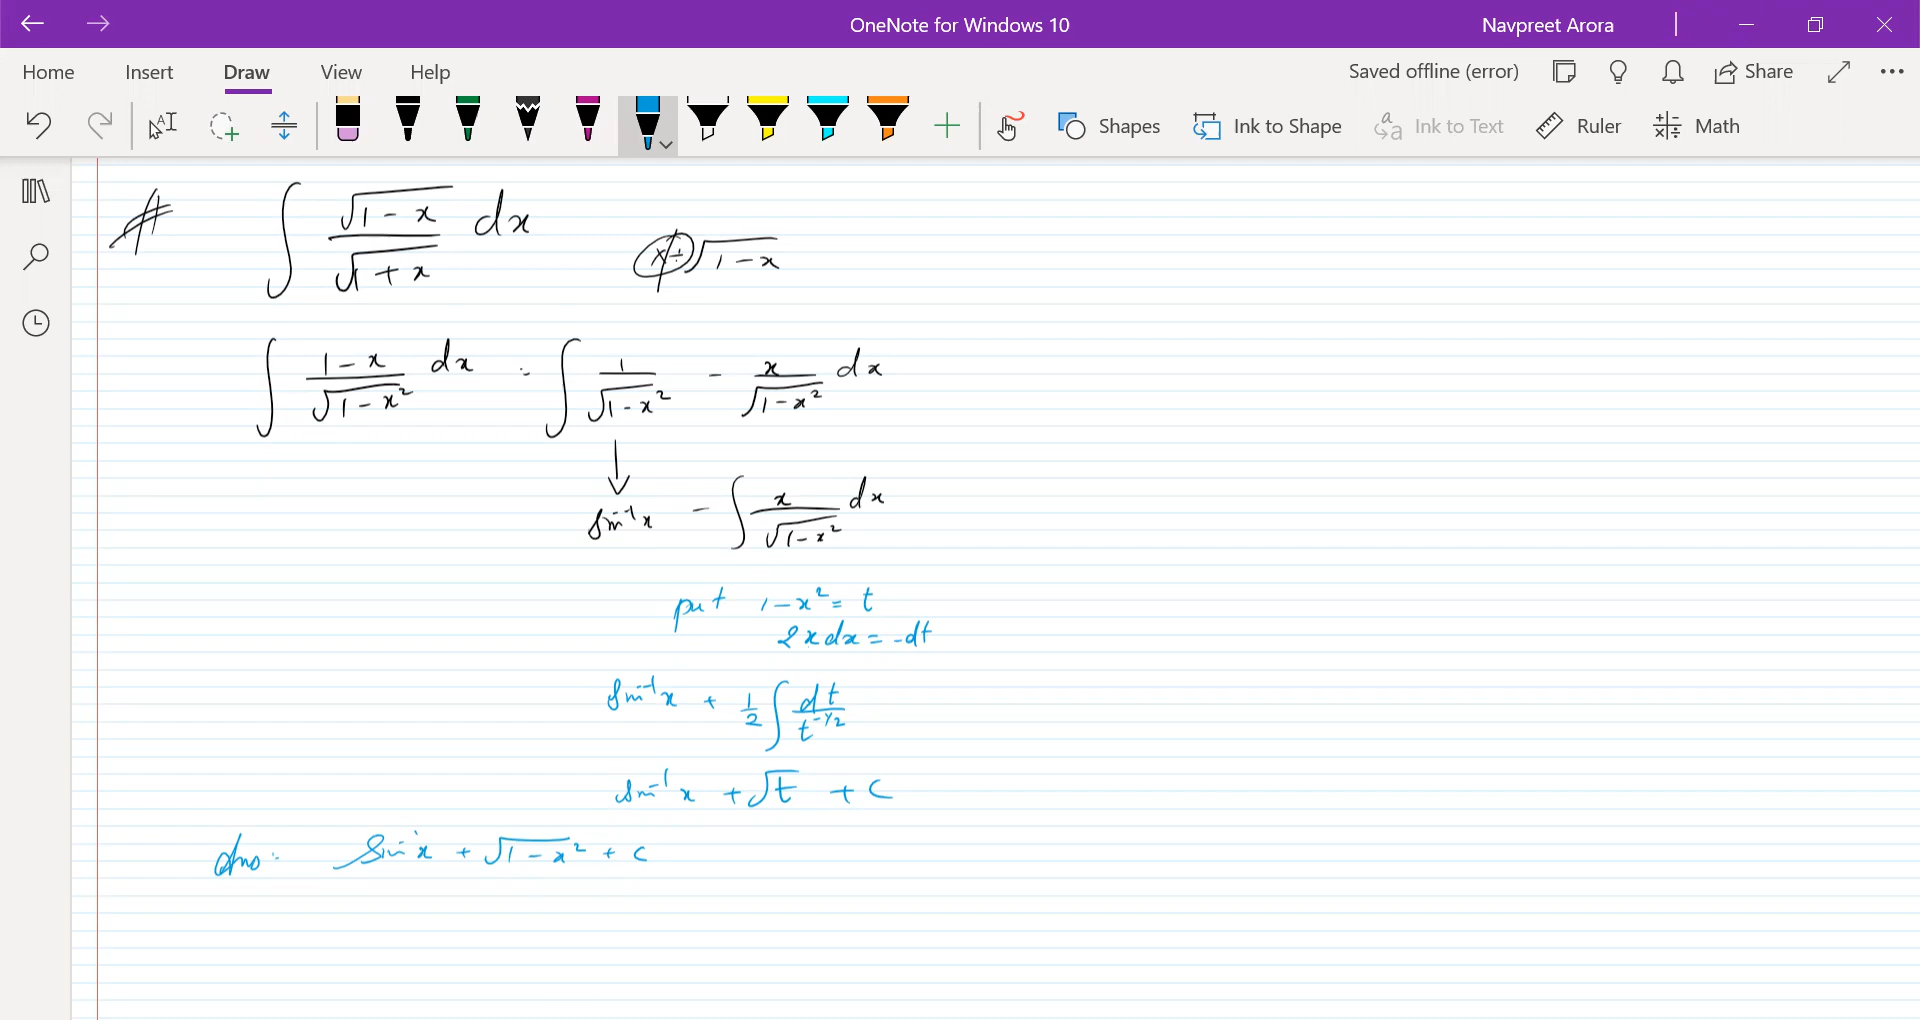 OneNote for Windows 10 Navpreet Arora
Home Insert Draw View Help Saved offline (error) Share
Shapes Ink to Shape Ink to Text Ruler Math
# ∫ √(1 - x) / √(1 + x) dx
×÷ √(1 - x)
∫ (1 - x) / √(1 - x²) dx = ∫ 1 / √(1 - x²) - x / √(1 - x²) dx
↓
sin⁻¹x - ∫ x / √(1 - x²) dx
put 1 - x² = t
2xdx = -dt
sin⁻¹x + 1/2 ∫ dt / t^(-1/2)
sin⁻¹x + √t + c
Ans: sin⁻¹x + √(1 - x²) + c